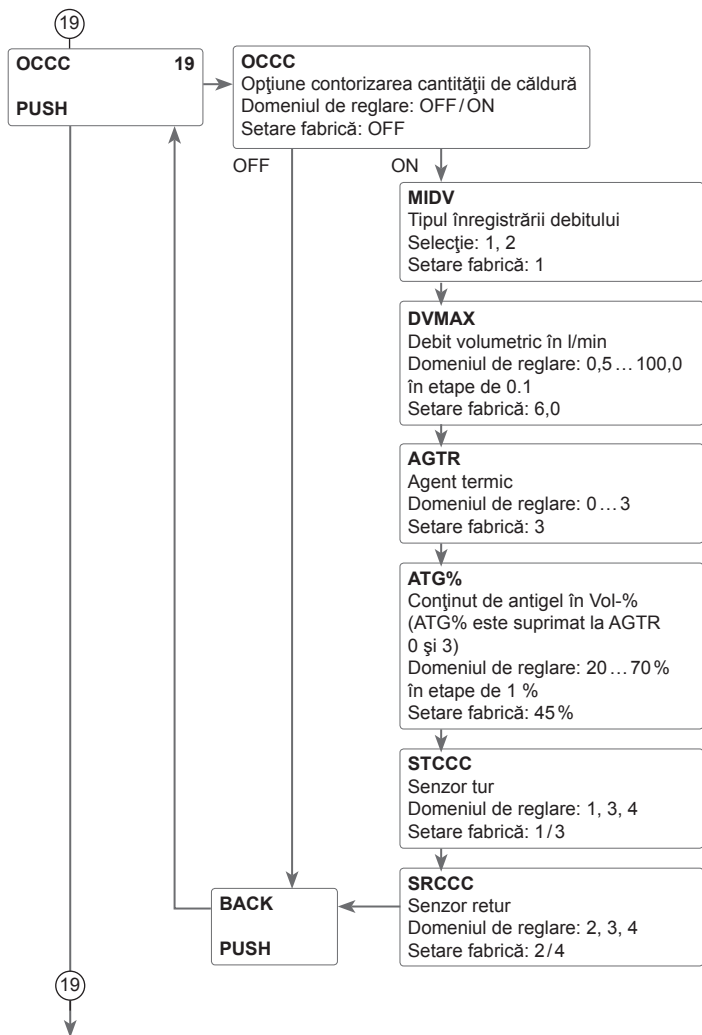 19
OCCC 19
PUSH
OCCC
Opţiune contorizarea cantităţii de căldură
Domeniul de reglare: OFF/ON
Setare fabrică: OFF
OFF
ON
MIDV
Tipul înregistrării debitului
Selecţie: 1, 2
Setare fabrică: 1
DVMAX
Debit volumetric în l/min
Domeniul de reglare: 0,5…100,0
în etape de 0.1
Setare fabrică: 6,0
AGTR
Agent termic
Domeniul de reglare: 0…3
Setare fabrică: 3
ATG%
Conţinut de antigel în Vol-%
(ATG% este suprimat la AGTR
0 şi 3)
Domeniul de reglare: 20…70%
în etape de 1 %
Setare fabrică: 45%
STCCC
Senzor tur
Domeniul de reglare: 1, 3, 4
Setare fabrică: 1/3
SRCCC
Senzor retur
Domeniul de reglare: 2, 3, 4
Setare fabrică: 2/4
BACK
PUSH
19